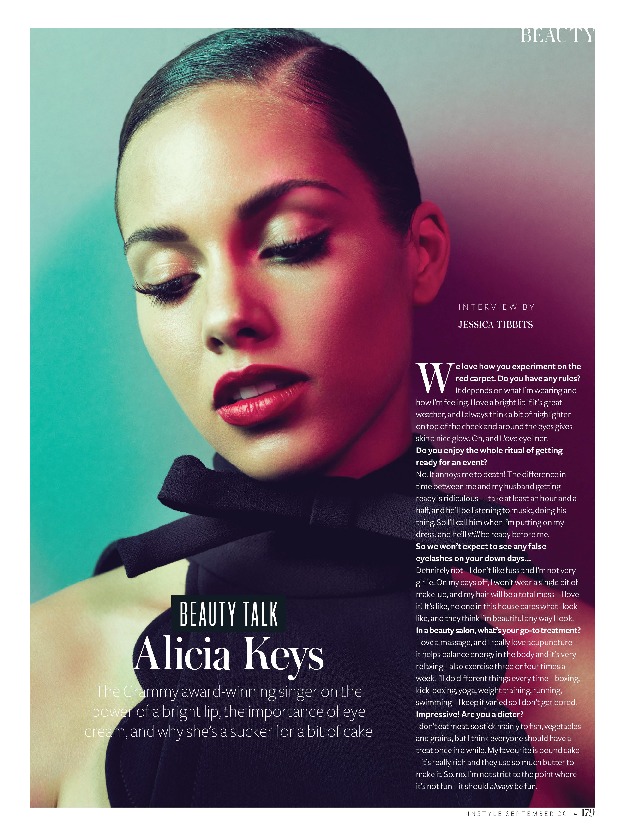 BEAUTY
INTERVIEW BY
JESSICA TIBBITS
We love how you experiment on the
red carpet. Do you have any rules?
It depends on what I'm wearing and
how I'm feeling. I love a bright lip if it's great
weather, and I always think a bit of highlighter
on top of the cheek and around the eyes gives
skin a nice glow. Oh, and I love eyeliner.
Do you enjoy the whole ritual of getting
ready for an event?
No. It annoys me to death! The difference in
time between me and my husband getting
ready is ridiculous – I take at least an hour and a
half, and he'll be listening to music, doing his
thing. So I'll call him when I'm putting on my
dress, and he'll still be ready before me.
So we won't expect to see any false
eyelashes on your down days...
Definitely not – I don't like fuss and I'm not very
girlie. On my days off, I won't wear a single bit of
make-up, and my hair will be a total mess – I love
it! It's like, no one in this house cares what I look
like, and they think I'm beautiful any way I look.
In a beauty salon, what's your go-to treatment?
I love a massage, and I really love acupuncture –
it helps balance energy in the body and it's very
relaxing. I also exercise three or four times a
week. I'll do different things every time – boxing,
kick-boxing, yoga, weight training, running,
swimming – I keep it varied so I don't get bored.
Impressive! Are you a dieter?
I don't eat meat, so stick mainly to fish, vegetables
and grains, but I think everyone should have a
treat once in a while. My favourite is pound cake
– it's really rich and they use so much butter to
make it. So, no, I'm not strict to the point where
it's not fun – it should always be fun.
BEAUTY TALK
Alicia Keys
The Grammy award-winning singer on the
power of a bright lip, the importance of eye
cream, and why she's a sucker for a bit of cake
INSTYLE SEPTEMBER 2014 179